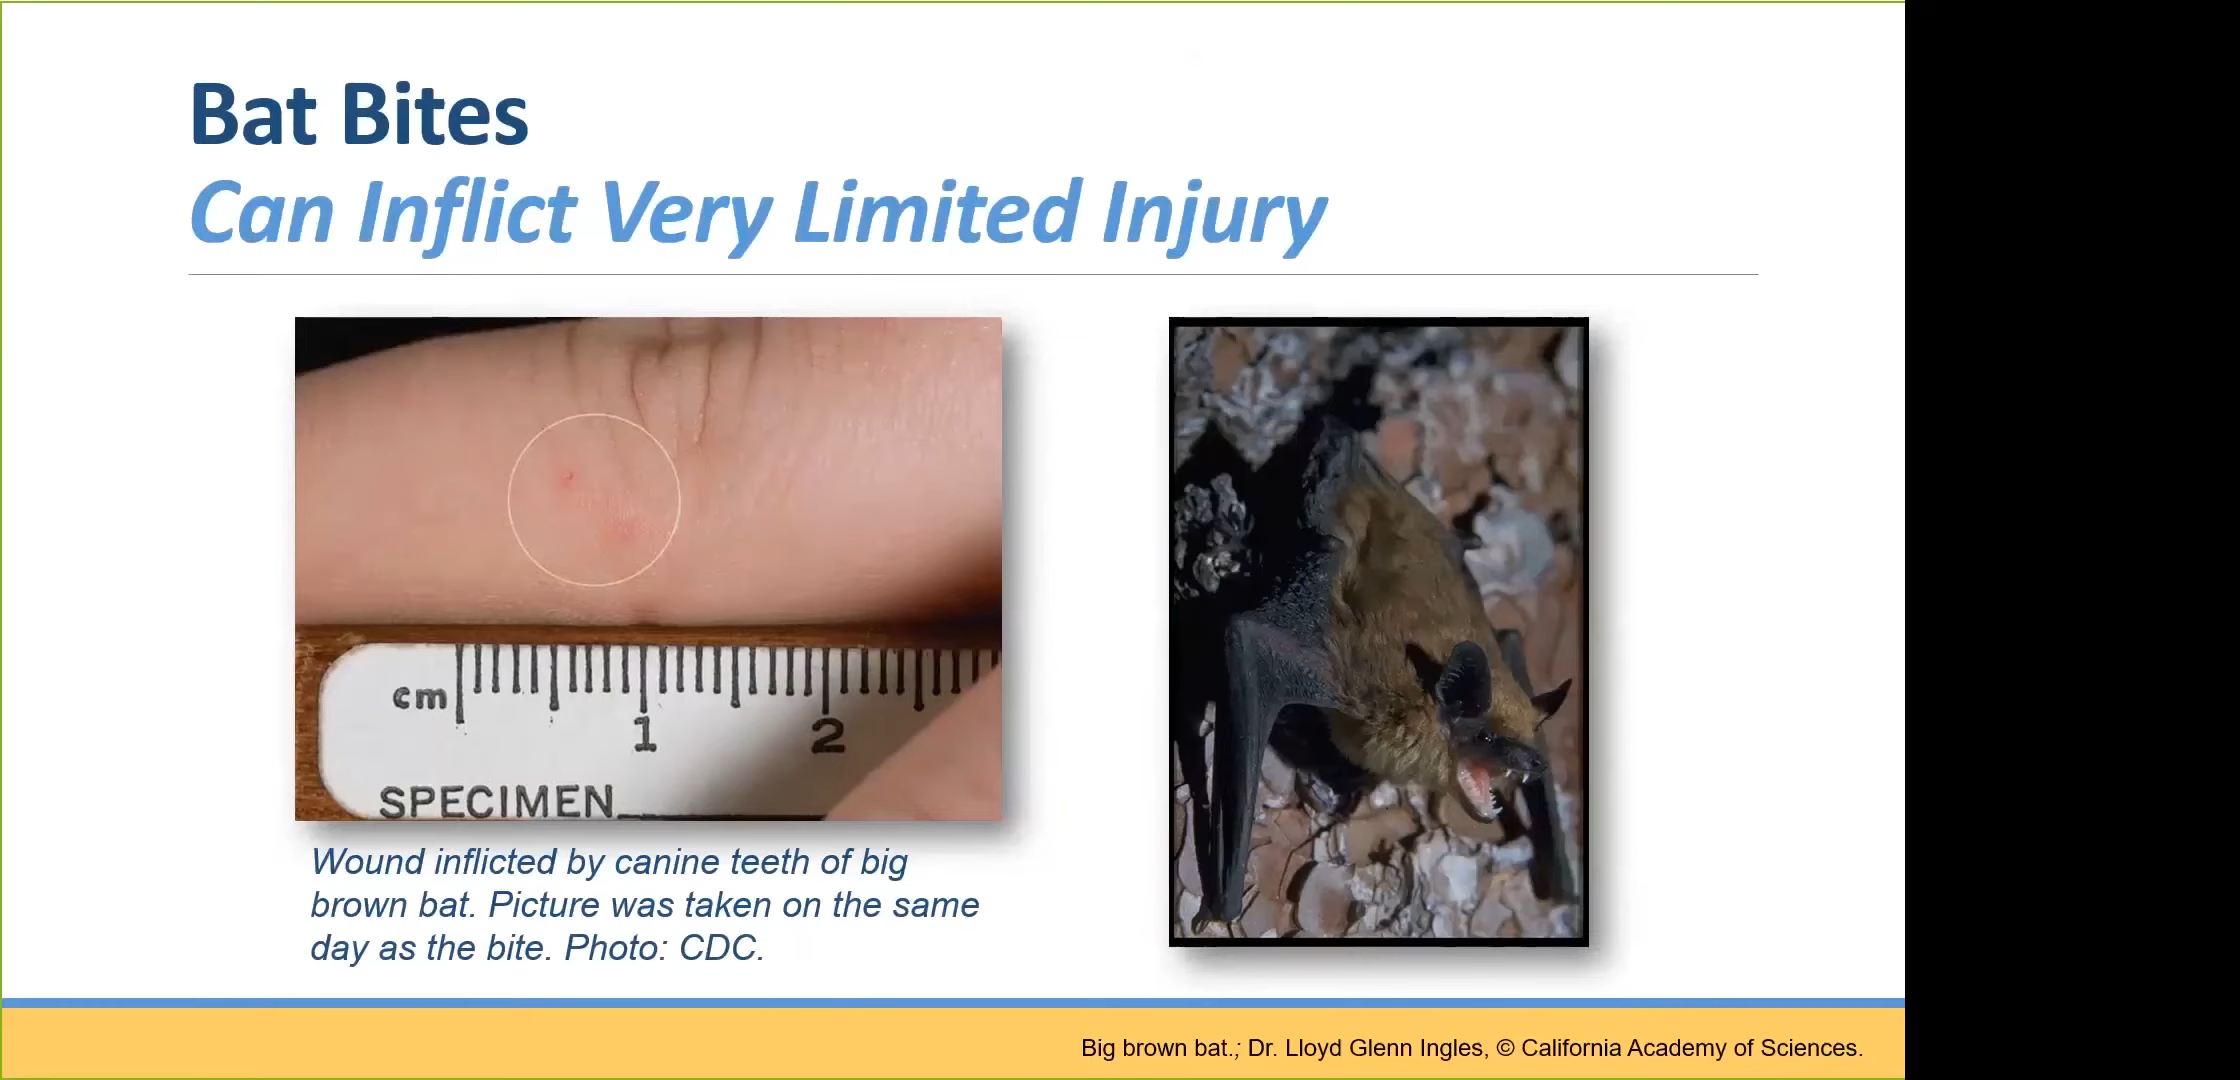 Bat Bites
Can Inflict Very Limited Injury
cm
1 2
SPECIMEN
Wound inflicted by canine teeth of big
brown bat. Picture was taken on the same
day as the bite. Photo: CDC.
Big brown bat.; Dr. Lloyd Glenn Ingles, © California Academy of Sciences.